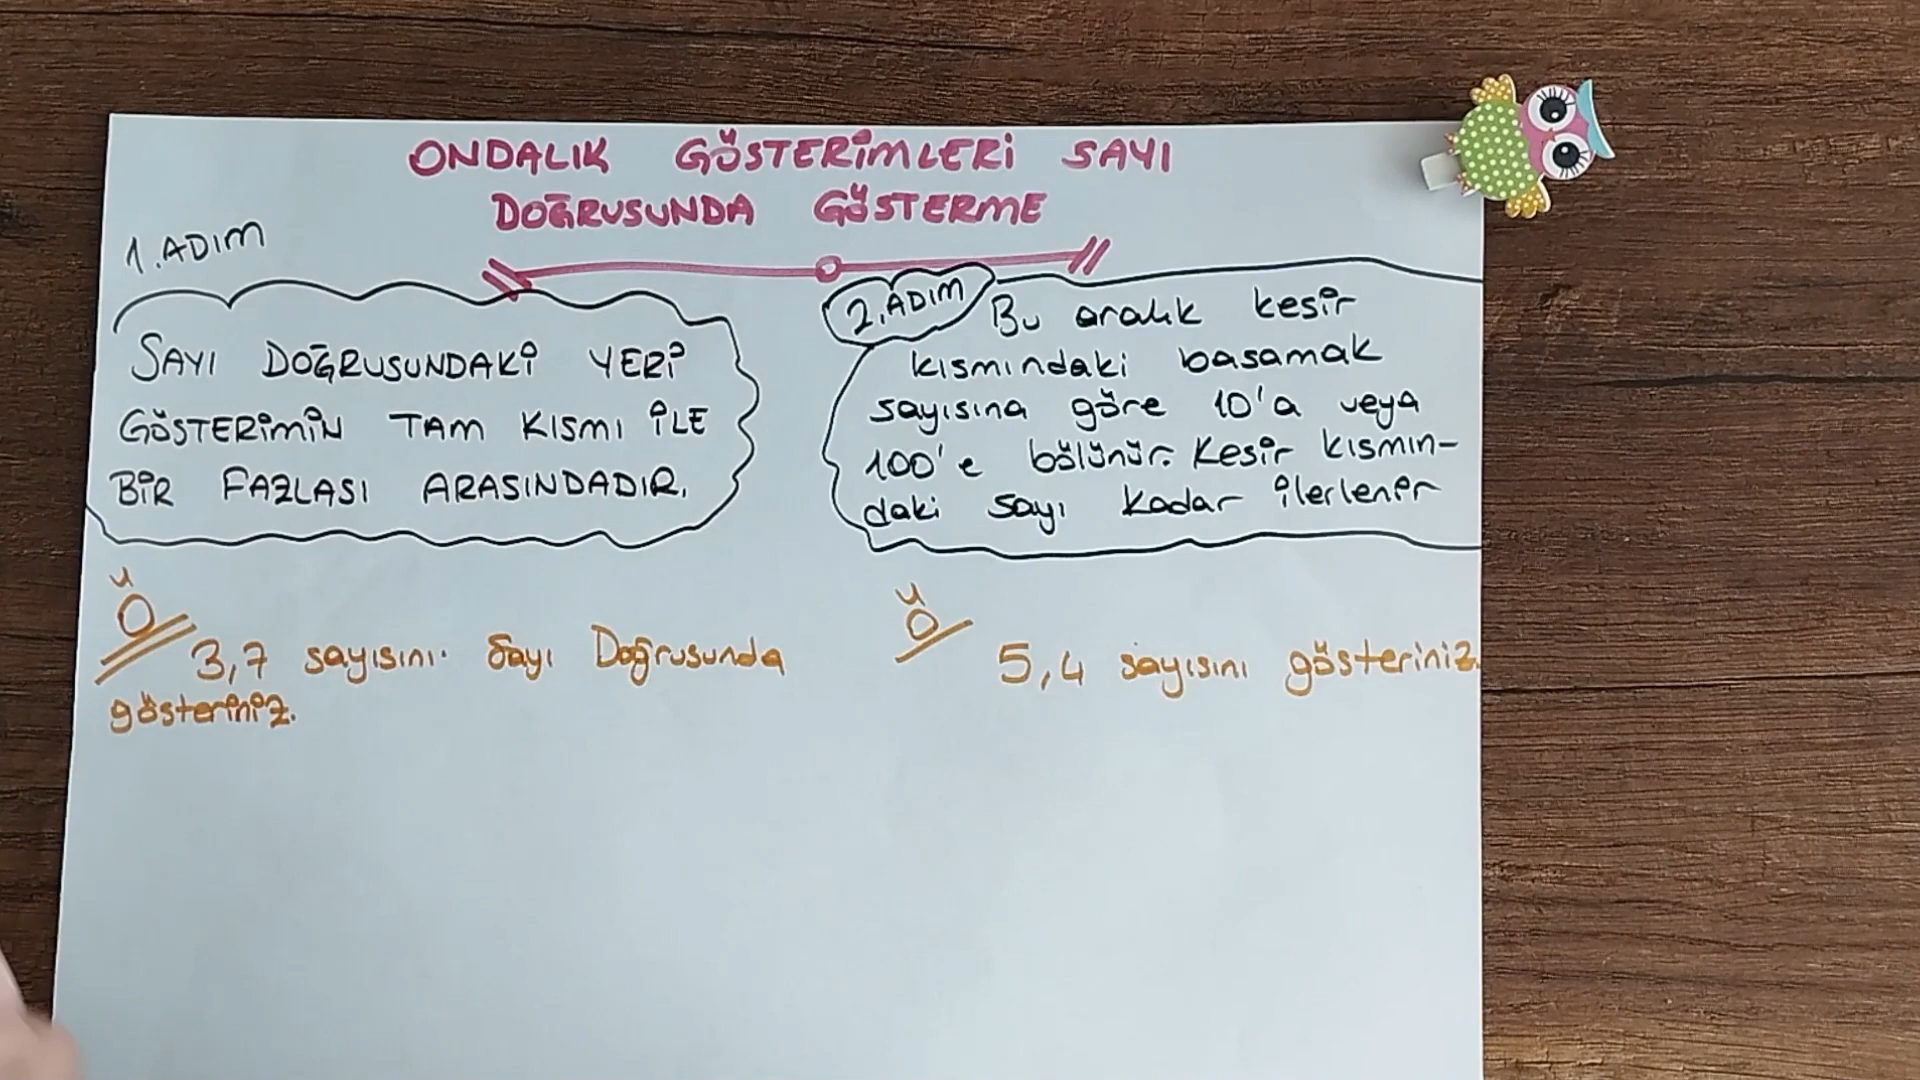 ONDALIK GÖSTERİMLERİ SAYI
DOĞRUSUNDA GÖSTERME
1.ADIM
SAYI DOĞRUSUNDAKİ YERİ
GÖSTERİMİN TAM KISMI İLE
BİR FAZLASI ARASINDADIR.
2.ADIM
Bu aralık kesir
kısmındaki basamak
sayısına göre 10'a veya
100'e bölünür. Kesir kısmın-
daki sayı kadar ilerlenir
Ö
3,7 sayısını. Sayı Doğrusunda
gösteriniz.
Ö
5,4 sayısını gösteriniz.